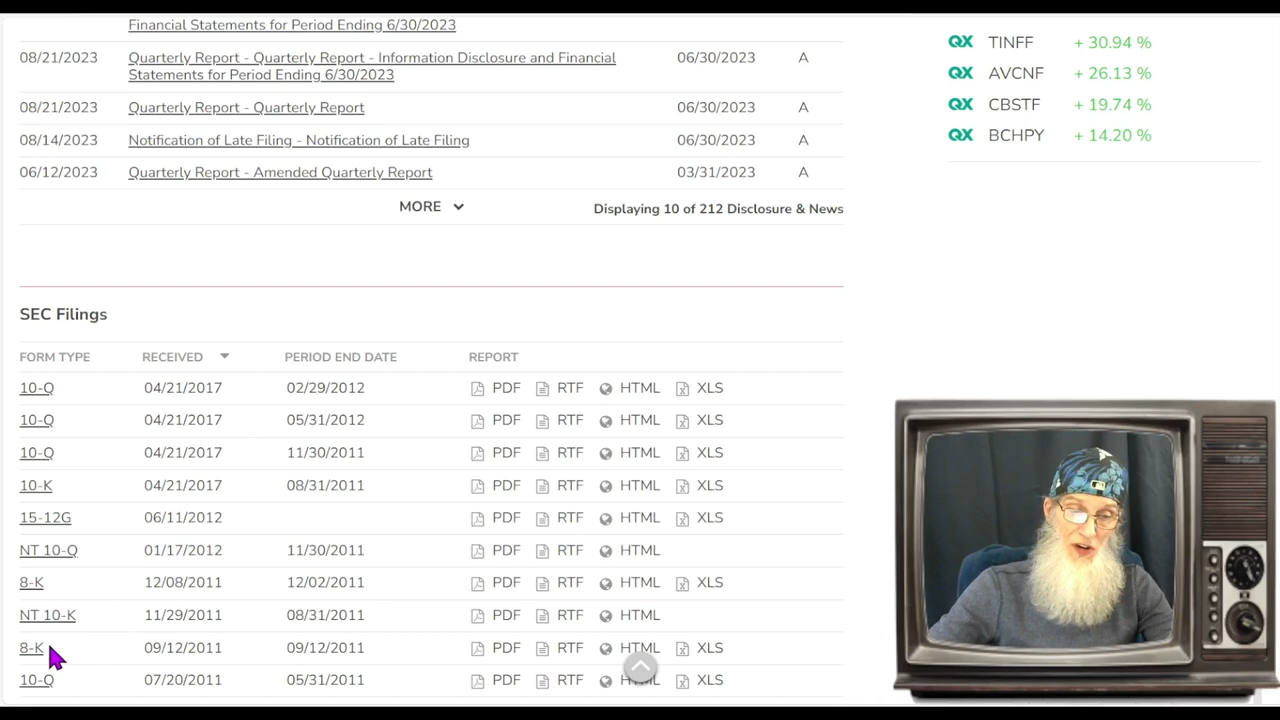 Financial Statements for Period Ending 6/30/2023
08/21/2023 Quarterly Report - Quarterly Report - Information Disclosure and Financial 06/30/2023 A
Statements for Period Ending 6/30/2023
08/21/2023 Quarterly Report - Quarterly Report 06/30/2023 A
08/14/2023 Notification of Late Filing - Notification of Late Filing 06/30/2023 A
06/12/2023 Quarterly Report - Amended Quarterly Report 03/31/2023 A
MORE Displaying 10 of 212 Disclosure & News
QX TINFF + 30.94 %
QX AVCNF + 26.13 %
QX CBSTF + 19.74 %
QX BCHPY + 14.20 %
SEC Filings
FORM TYPE RECEIVED PERIOD END DATE REPORT
10-Q 04/21/2017 02/29/2012 PDF RTF HTML XLS
10-Q 04/21/2017 05/31/2012 PDF RTF HTML XLS
10-Q 04/21/2017 11/30/2011 PDF RTF HTML XLS
10-K 04/21/2017 08/31/2011 PDF RTF HTML XLS
15-12G 06/11/2012 PDF RTF HTML XLS
NT 10-Q 01/17/2012 11/30/2011 PDF RTF HTML
8-K 12/08/2011 12/02/2011 PDF RTF HTML XLS
NT 10-K 11/29/2011 08/31/2011 PDF RTF HTML
8-K 09/12/2011 09/12/2011 PDF RTF HTML XLS
10-Q 07/20/2011 05/31/2011 PDF RTF HTML XLS